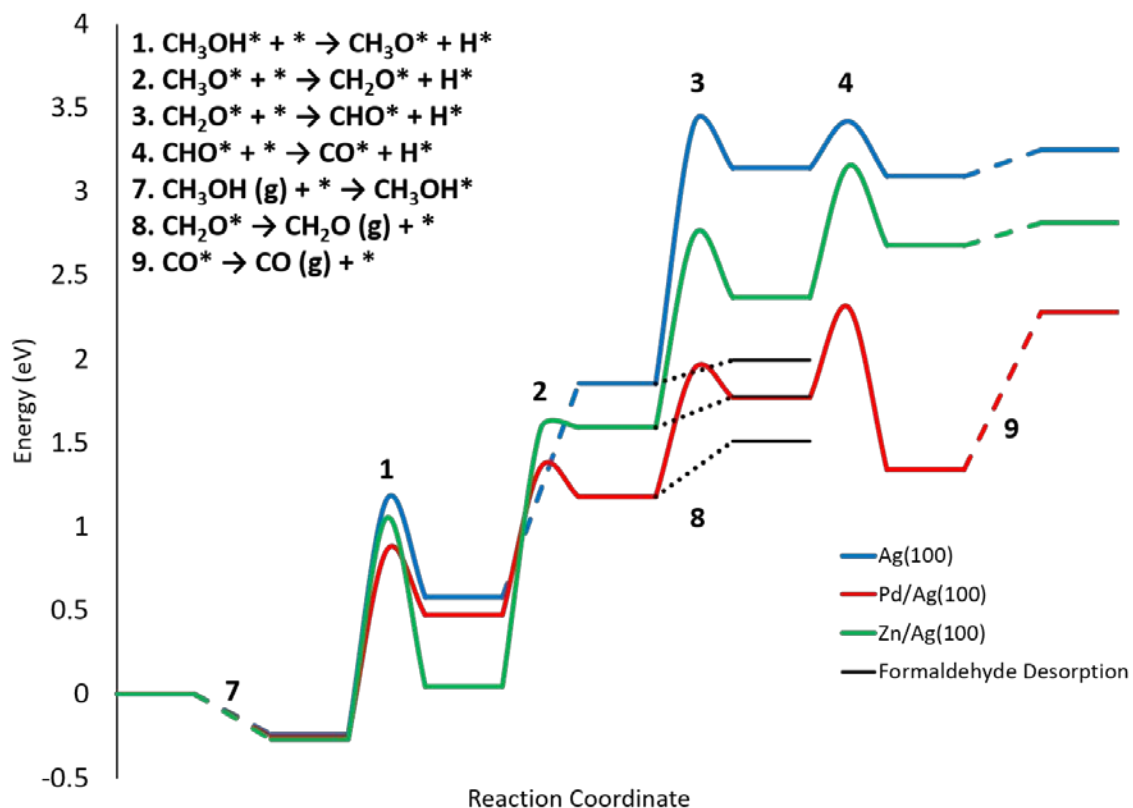 4
3.5
3
2.5
2
1.5
1
0.5
0
-0.5
Energy (eV)
Reaction Coordinate
1. CH₃OH* + * → CH₃O* + H*
2. CH₃O* + * → CH₂O* + H*
3. CH₂O* + * → CHO* + H*
4. CHO* + * → CO* + H*
7. CH₃OH (g) + * → CH₃OH*
8. CH₂O* → CH₂O (g) + *
9. CO* → CO (g) + *
7
1
2
3
4
8
9
Ag(100)
Pd/Ag(100)
Zn/Ag(100)
Formaldehyde Desorption